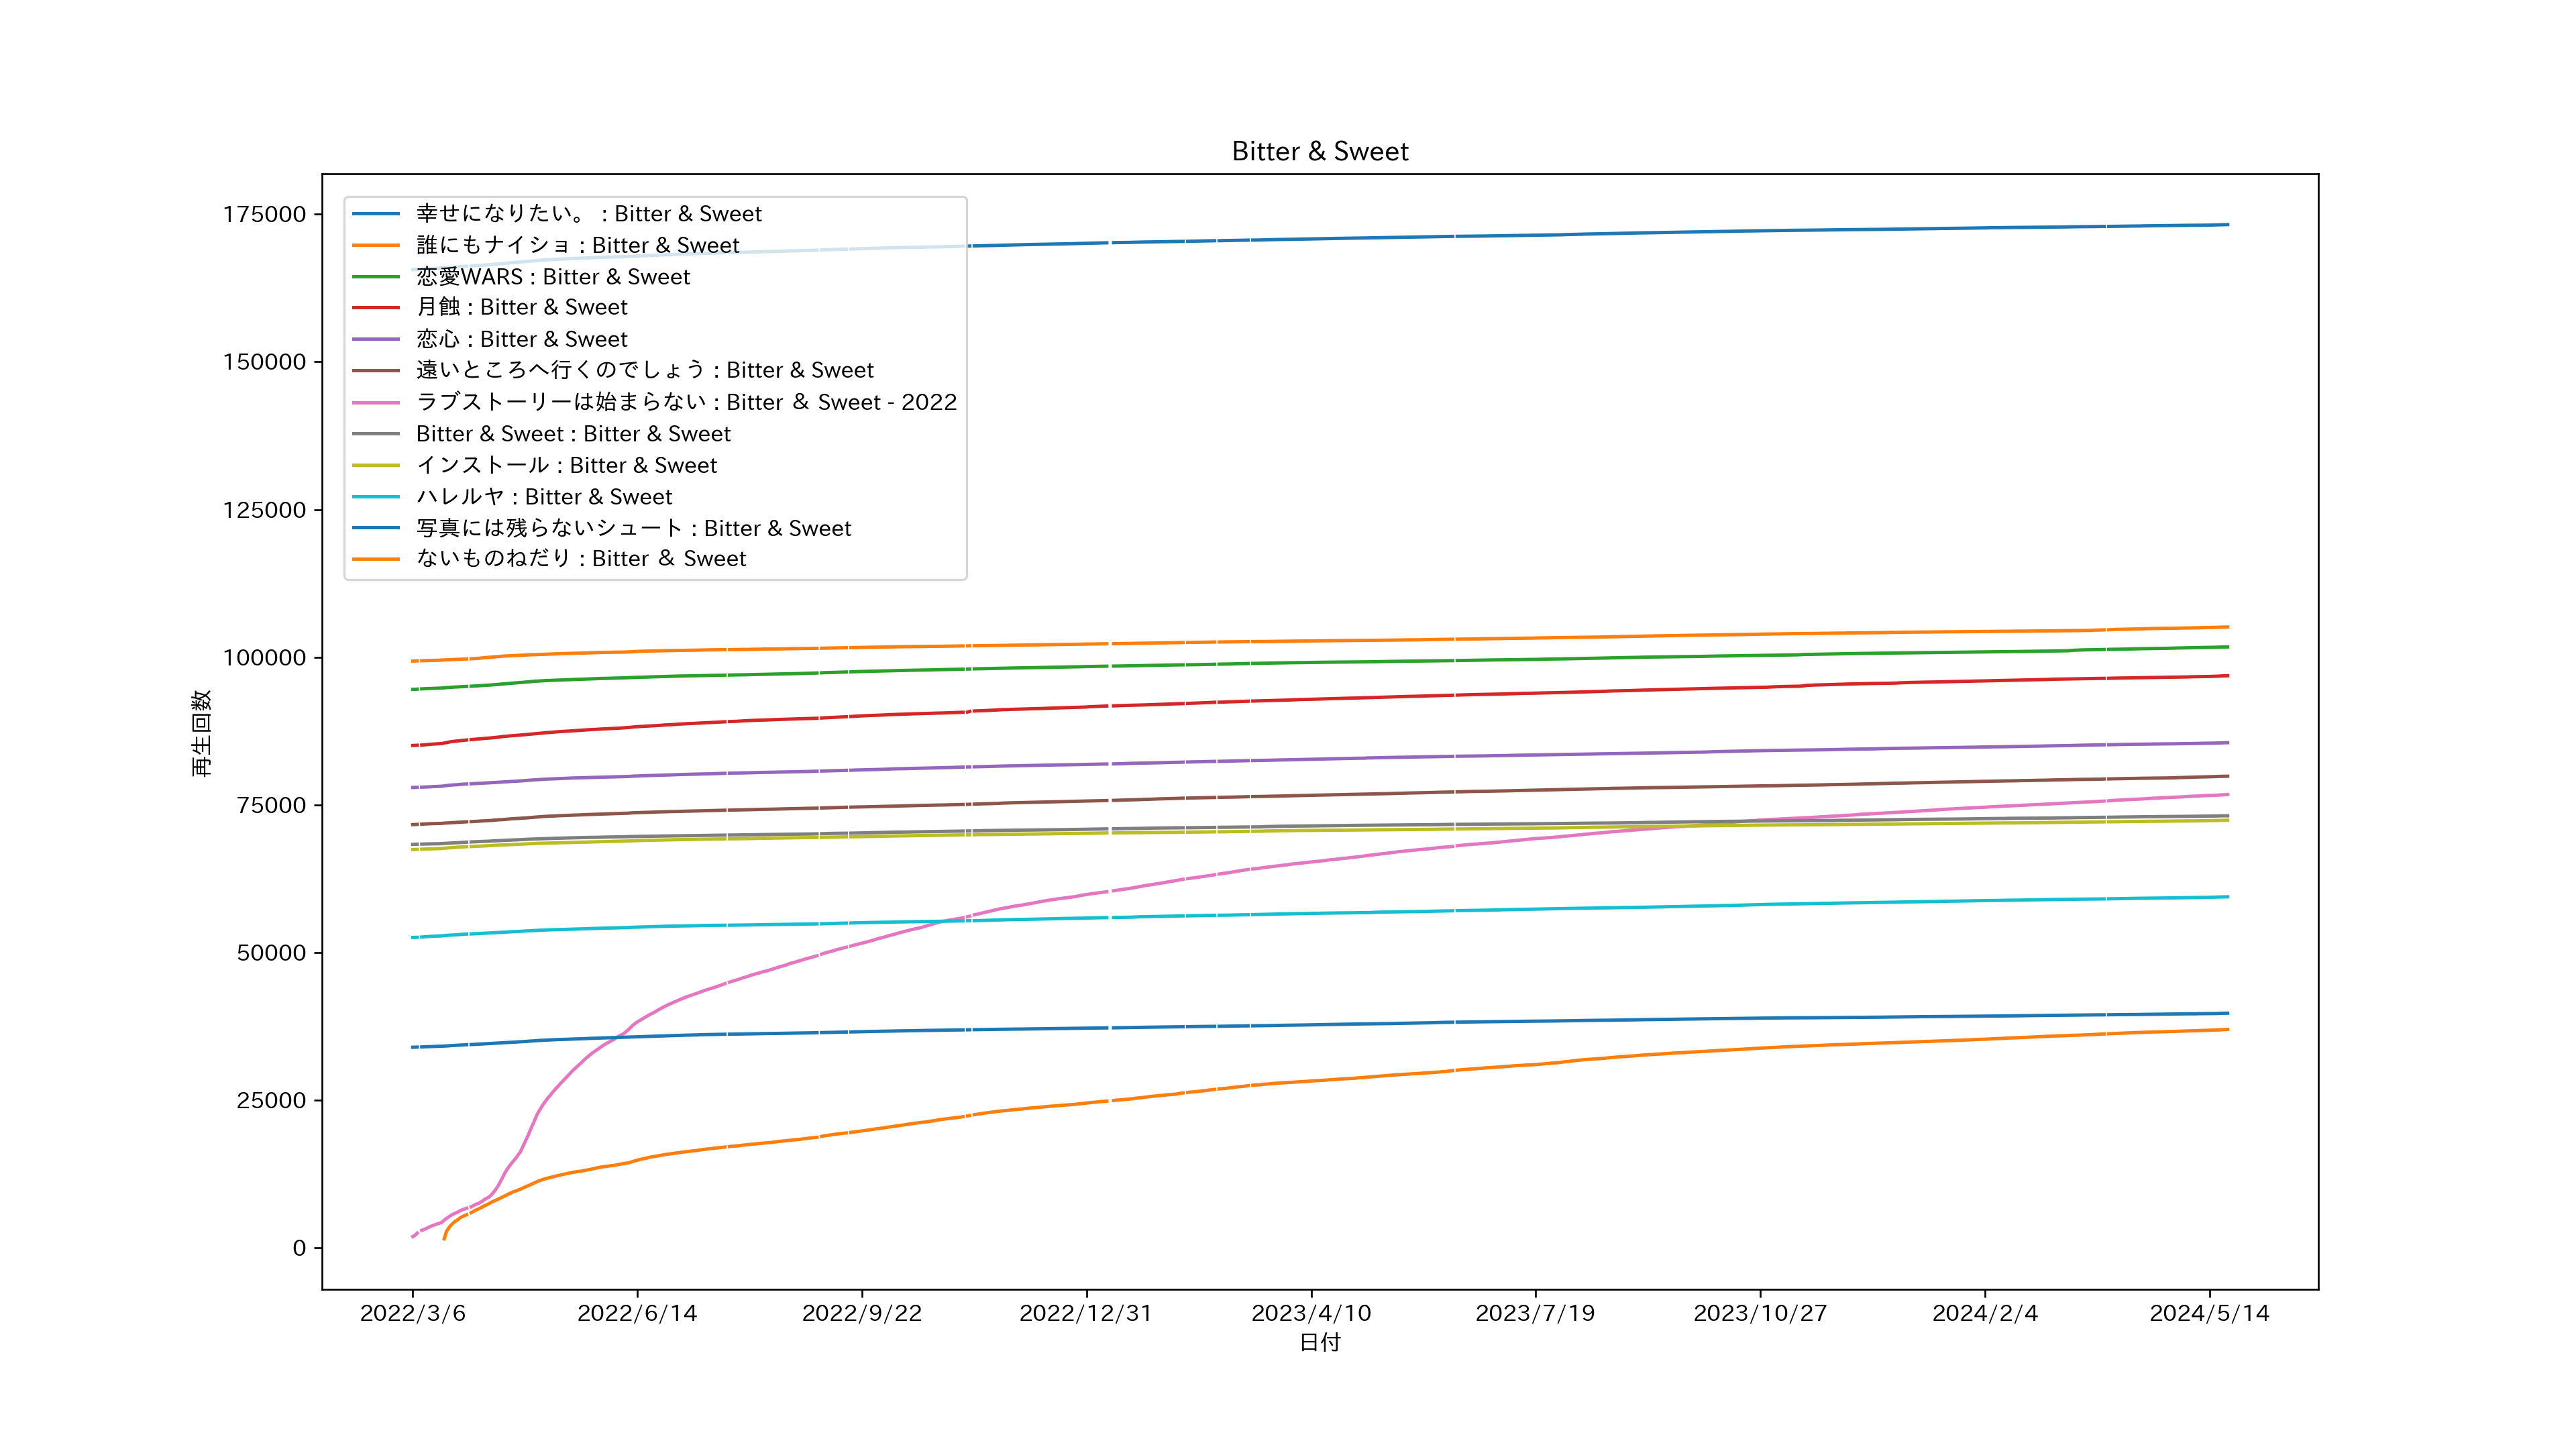 Bitter & Sweet
175000
150000
125000
100000
75000
50000
25000
0
再生回数
幸せになりたい。 : Bitter & Sweet
誰にもナイショ : Bitter & Sweet
恋愛WARS : Bitter & Sweet
月蝕 : Bitter & Sweet
恋心 : Bitter & Sweet
遠いところへ行くのでしょう : Bitter & Sweet
ラブストーリーは始まらない : Bitter ＆ Sweet - 2022
Bitter & Sweet : Bitter & Sweet
インストール : Bitter & Sweet
ハレルヤ : Bitter & Sweet
写真には残らないシュート : Bitter & Sweet
ないものねだり : Bitter ＆ Sweet
2022/3/6 2022/6/14 2022/9/22 2022/12/31 2023/4/10 2023/7/19 2023/10/27 2024/2/4 2024/5/14
日付